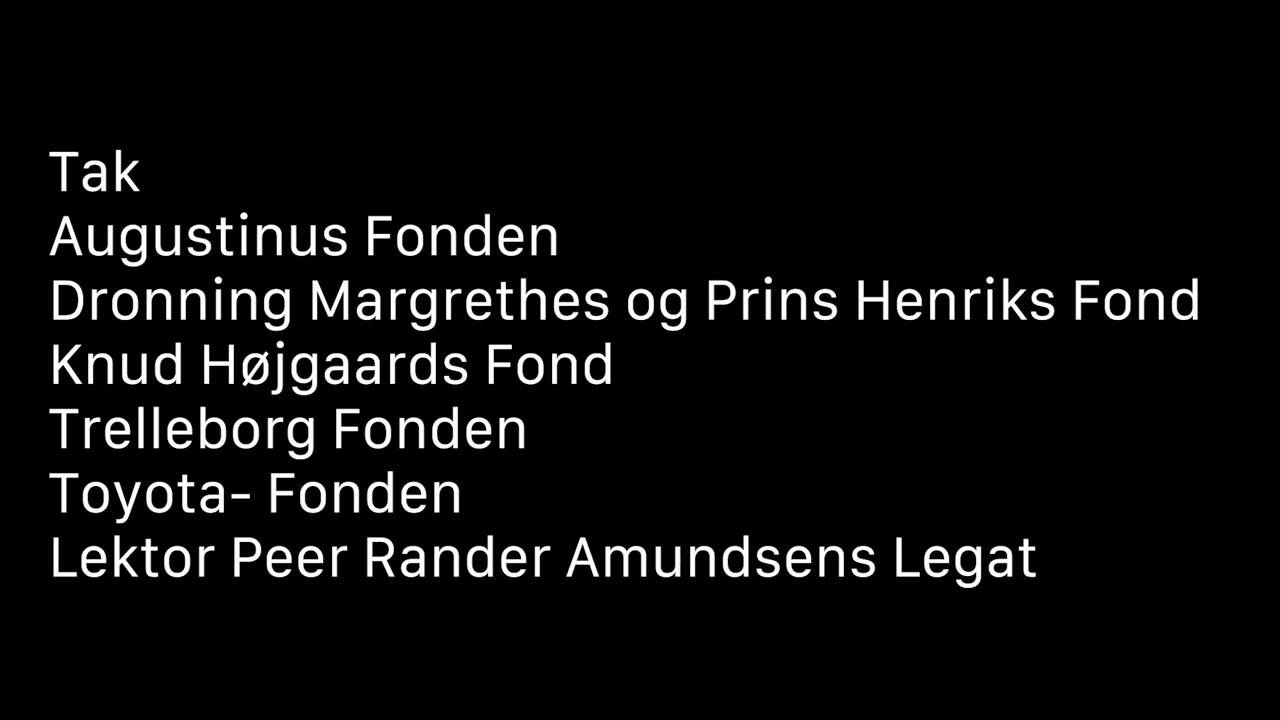 Tak
Augustinus Fonden
Dronning Margrethes og Prins Henriks Fond
Knud Højgaards Fond
Trelleborg Fonden
Toyota- Fonden
Lektor Peer Rander Amundsens Legat